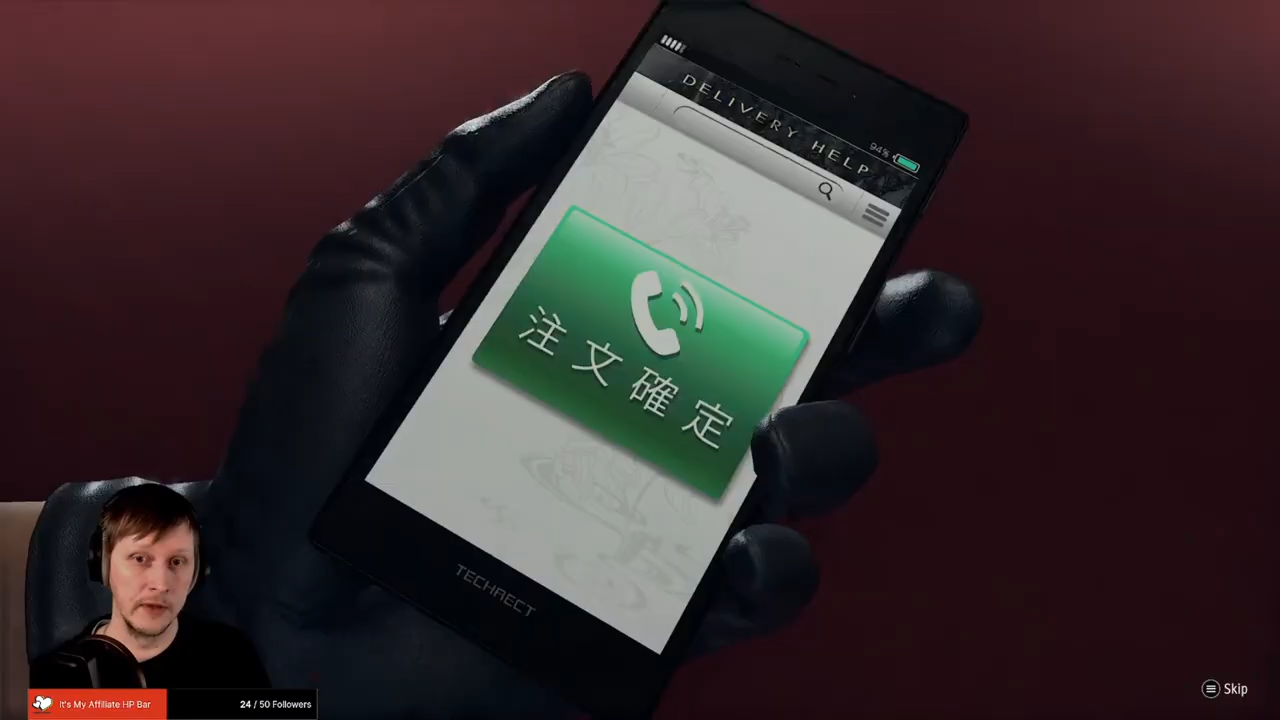 DELIVERY HELP
94%
注文確定
TECHRECT
Skip
It's My Affiliate HP Bar
24 / 50 Followers